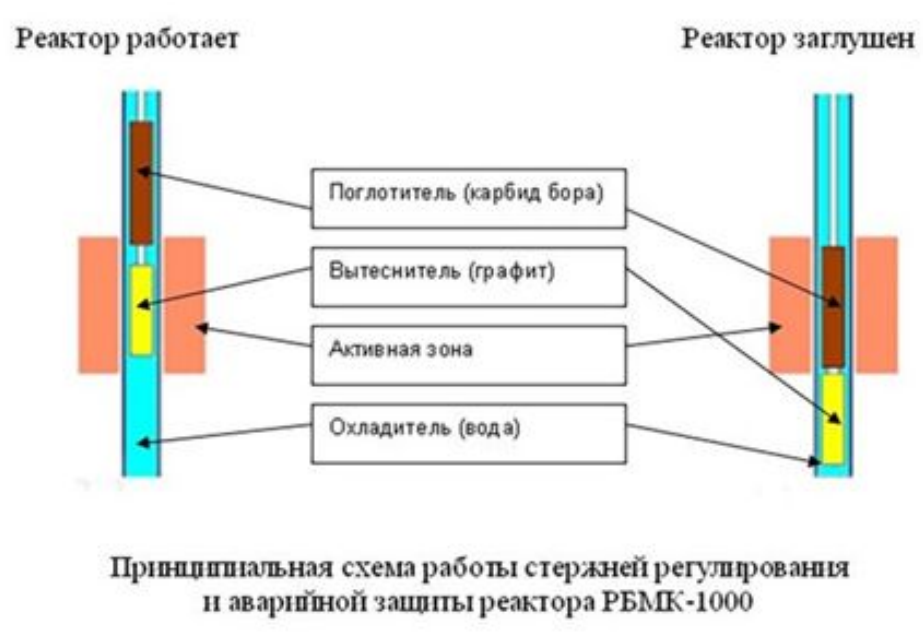 Реактор работает
Реактор заглушен
Поглотитель (карбид бора)
Вытеснитель (графит)
Активная зона
Охладитель (вода)
Принципиальная схема работы стержней регулирования
и аварийной защиты реактора РБМК-1000